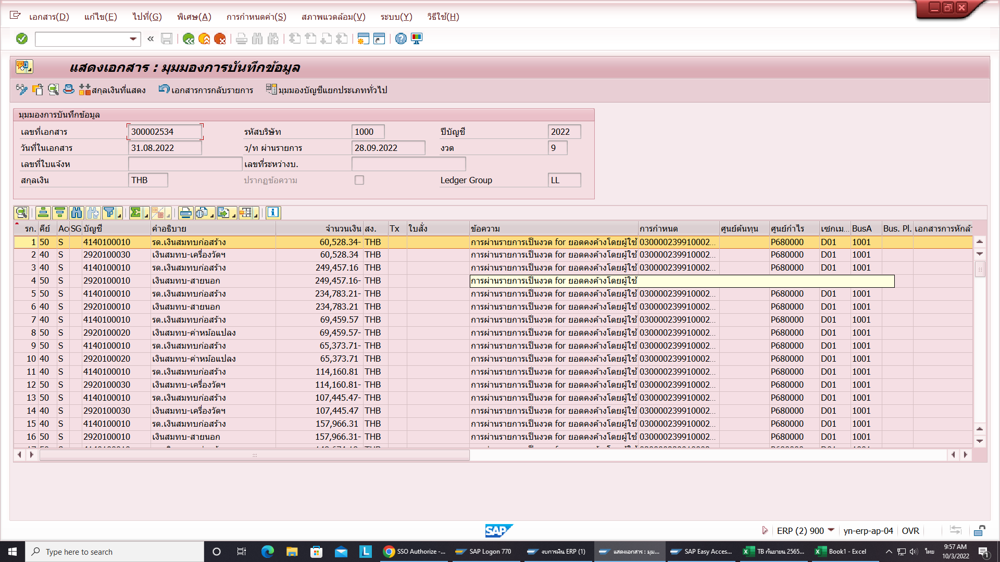 เอกสาร(D) แก้ไข(E) ไปที่(G) พิเศษ(A) การกำหนดค่า(S) สภาพแวดล้อม(V) ระบบ(Y) วิธีใช้(H)
แสดงเอกสาร : มุมมองการบันทึกข้อมูล
สกุลเงินที่แสดง เอกสารการกลับรายการ มุมมองบัญชีแยกประเภททั่วไป
มุมมองการบันทึกข้อมูล
เลขที่เอกสาร 300002534 รหัสบริษัท 1000 ปีบัญชี 2022
วันที่ในเอกสาร 31.08.2022 ว/ท ผ่านรายการ 28.09.2022 งวด 9
เลขที่ใบแจ้งห เลขที่ระหว่างบ.
สกุลเงิน THB ปรากฏข้อความ Ledger Group LL
รก. คีย์ Acc SG บัญชี คำอธิบาย จำนวนเงิน สง. Tx ใบสั่ง ข้อความ การกำหนด ศูนย์ต้นทุน ศูนย์กำไร เซ็กเม... BusA Bus. Pl. เอกสารการหักล้
1 50 S 4140100010 รด.เงินสมทบก่อสร้าง 60,528.34- THB การผ่านรายการเป็นงวด for ยอดคงค้างโดยผู้ใช้ 030000239910002... P680000 D01 1001
2 40 S 2920100030 เงินสมทบ-เครื่องวัดฯ 60,528.34 THB การผ่านรายการเป็นงวด for ยอดคงค้างโดยผู้ใช้ 030000239910002... P680000 D01 1001
3 40 S 4140100010 รด.เงินสมทบก่อสร้าง 249,457.16 THB การผ่านรายการเป็นงวด for ยอดคงค้างโดยผู้ใช้ 030000239910002... P680000 D01 1001
4 50 S 2920100010 เงินสมทบ-สายนอก 249,457.16- THB การผ่านรายการเป็นงวด for ยอดคงค้างโดยผู้ใช้
5 50 S 4140100010 รด.เงินสมทบก่อสร้าง 234,783.21- THB การผ่านรายการเป็นงวด for ยอดคงค้างโดยผู้ใช้ 030000239910002... P680000 D01 1001
6 40 S 2920100010 เงินสมทบ-สายนอก 234,783.21 THB การผ่านรายการเป็นงวด for ยอดคงค้างโดยผู้ใช้ 030000239910002... P680000 D01 1001
7 40 S 4140100010 รด.เงินสมทบก่อสร้าง 69,459.57 THB การผ่านรายการเป็นงวด for ยอดคงค้างโดยผู้ใช้ 030000239910002... P680000 D01 1001
8 50 S 2920100020 เงินสมทบ-ค่าหม้อแปลง 69,459.57- THB การผ่านรายการเป็นงวด for ยอดคงค้างโดยผู้ใช้ 030000239910002... P680000 D01 1001
9 50 S 4140100010 รด.เงินสมทบก่อสร้าง 65,373.71- THB การผ่านรายการเป็นงวด for ยอดคงค้างโดยผู้ใช้ 030000239910002... P680000 D01 1001
10 40 S 2920100020 เงินสมทบ-ค่าหม้อแปลง 65,373.71 THB การผ่านรายการเป็นงวด for ยอดคงค้างโดยผู้ใช้ 030000239910002... P680000 D01 1001
11 40 S 4140100010 รด.เงินสมทบก่อสร้าง 114,160.81 THB การผ่านรายการเป็นงวด for ยอดคงค้างโดยผู้ใช้ 030000239910002... P680000 D01 1001
12 50 S 2920100030 เงินสมทบ-เครื่องวัดฯ 114,160.81- THB การผ่านรายการเป็นงวด for ยอดคงค้างโดยผู้ใช้ 030000239910002... P680000 D01 1001
13 50 S 4140100010 รด.เงินสมทบก่อสร้าง 107,445.47- THB การผ่านรายการเป็นงวด for ยอดคงค้างโดยผู้ใช้ 030000239910002... P680000 D01 1001
14 40 S 2920100030 เงินสมทบ-เครื่องวัดฯ 107,445.47 THB การผ่านรายการเป็นงวด for ยอดคงค้างโดยผู้ใช้ 030000239910002... P680000 D01 1001
15 40 S 4140100010 รด.เงินสมทบก่อสร้าง 157,966.31 THB การผ่านรายการเป็นงวด for ยอดคงค้างโดยผู้ใช้ 030000239910002... P680000 D01 1001
16 50 S 2920100010 เงินสมทบ-สายนอก 157,966.31- THB การผ่านรายการเป็นงวด for ยอดคงค้างโดยผู้ใช้ 030000239910002... P680000 D01 1001
SAP ERP (2) 900 yn-erp-ap-04 OVR
Type here to search SSO Authorize -... SAP Logon 770 งบการเงิน ERP (1) แสดงเอกสาร : มุม... SAP Easy Acces... TB กันยายน 2565... Book1 - Excel ไทย 9:57 AM
10/3/2022 1